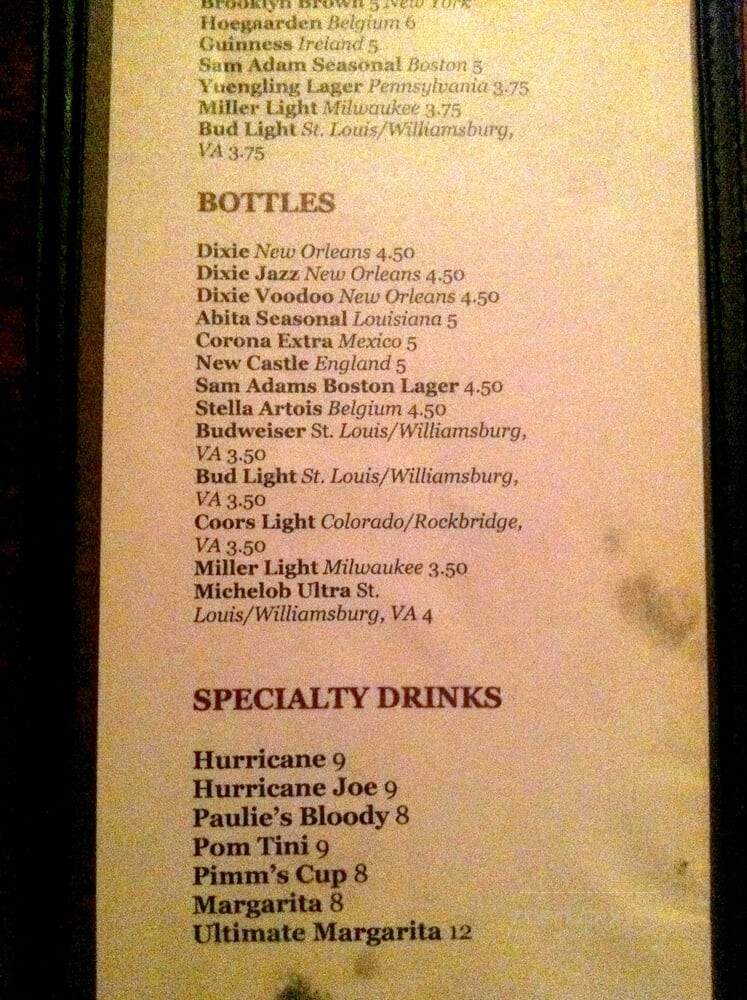 Brooklyn Brown 5 New York
Hoegaarden Belgium 6
Guinness Ireland 5
Sam Adam Seasonal Boston 5
Yuengling Lager Pennsylvania 3.75
Miller Light Milwaukee 3.75
Bud Light St. Louis/Williamsburg,
VA 3.75
BOTTLES
Dixie New Orleans 4.50
Dixie Jazz New Orleans 4.50
Dixie Voodoo New Orleans 4.50
Abita Seasonal Louisiana 5
Corona Extra Mexico 5
New Castle England 5
Sam Adams Boston Lager 4.50
Stella Artois Belgium 4.50
Budweiser St. Louis/Williamsburg,
VA 3.50
Bud Light St. Louis/Williamsburg,
VA 3.50
Coors Light Colorado/Rockbridge,
VA 3.50
Miller Light Milwaukee 3.50
Michelob Ultra St.
Louis/Williamsburg, VA 4
SPECIALTY DRINKS
Hurricane 9
Hurricane Joe 9
Paulie's Bloody 8
Pom Tini 9
Pimm's Cup 8
Margarita 8
Ultimate Margarita 12